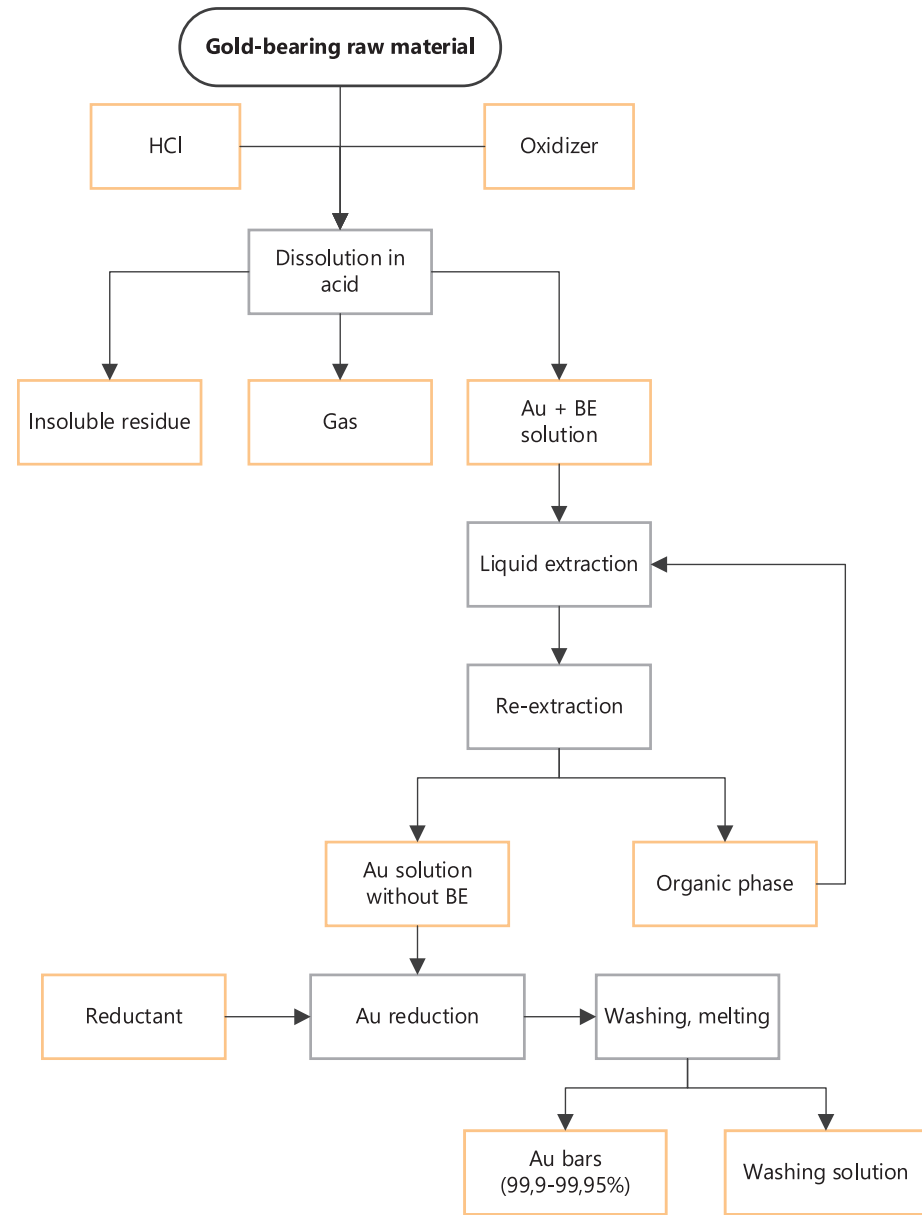 Gold-bearing raw material
HCl
Oxidizer
Dissolution in
acid
Insoluble residue
Gas
Au + BE
solution
Liquid extraction
Re-extraction
Au solution
without BE
Organic phase
Reductant
Au reduction
Washing, melting
Au bars
(99,9-99,95%)
Washing solution